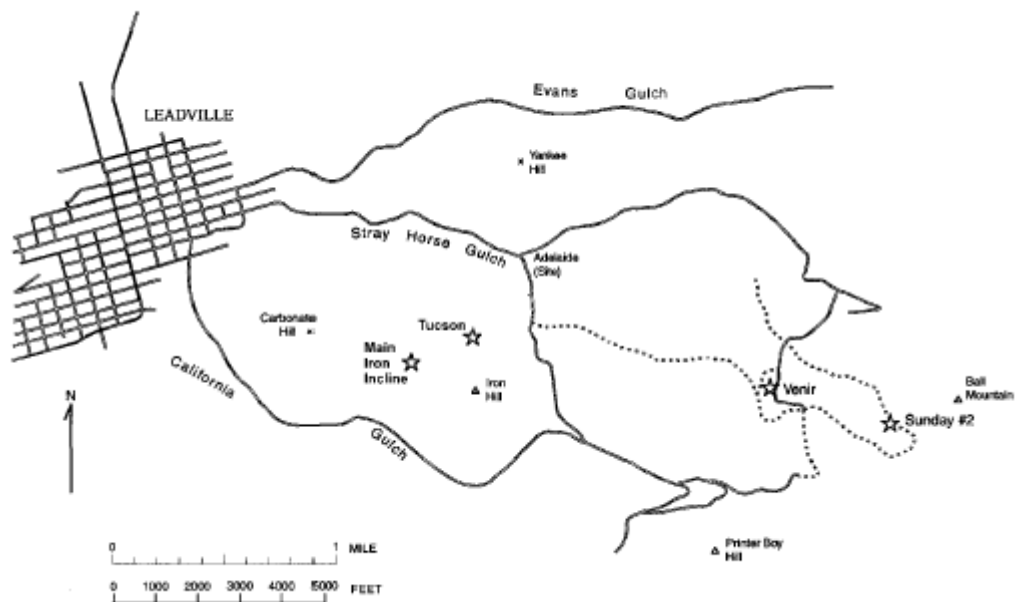 Evans Gulch
LEADVILLE
Yankee
Hill
Stray Horse Gulch
Adelaide
(Site)
Carbonate
Hill
Tucson
Main
Iron
Incline
Iron
Hill
California Gulch
Venir
Ball
Mountain
Sunday #2
N
Printer Boy
Hill
0 1 MILE
0 1000 2000 3000 4000 5000 FEET